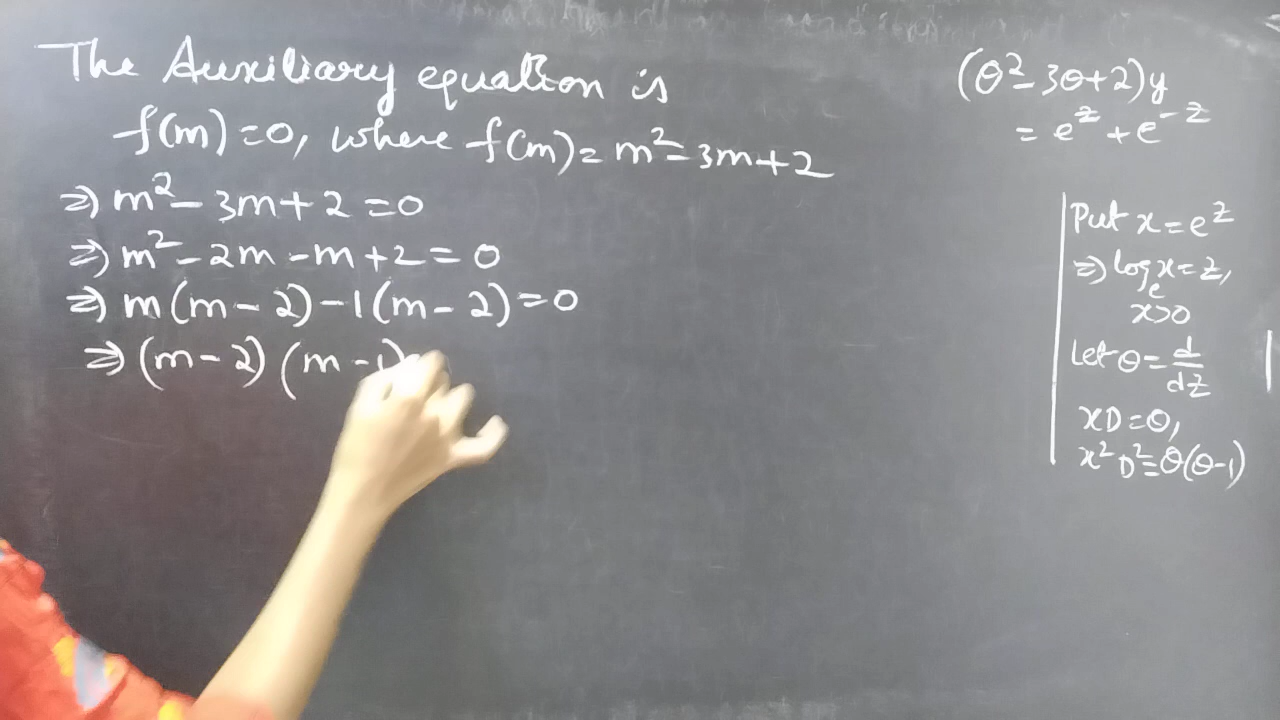 The Auxiliary equation is
f(m)=0, where f(m)= m²-3m+2
⇒ m²-3m+2=0
⇒ m²-2m-m+2=0
⇒ m(m-2)-1(m-2)=0
⇒ (m-2)(m-1)
(θ²-3θ+2)y
= e^z + e^-z
Put x=e^z
⇒ logₑx=z,
x>0
Let θ=d/dz
xD=θ,
x²D²=θ(θ-1)